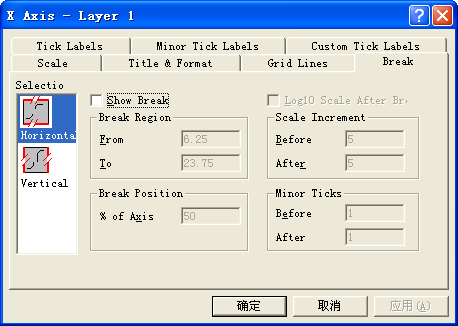 X Axis - Layer 1
Tick Labels
Minor Tick Labels
Custom Tick Labels
Scale
Title & Format
Grid Lines
Break
Selectio
Horizonta
Vertical
Show Break
Break Region
From 6.25
To 23.75
Break Position
% of Axis 50
Log10 Scale After Br
Scale Increment
Before 5
After 5
Minor Ticks
Before 1
After 1
确定
取消
应用(A)